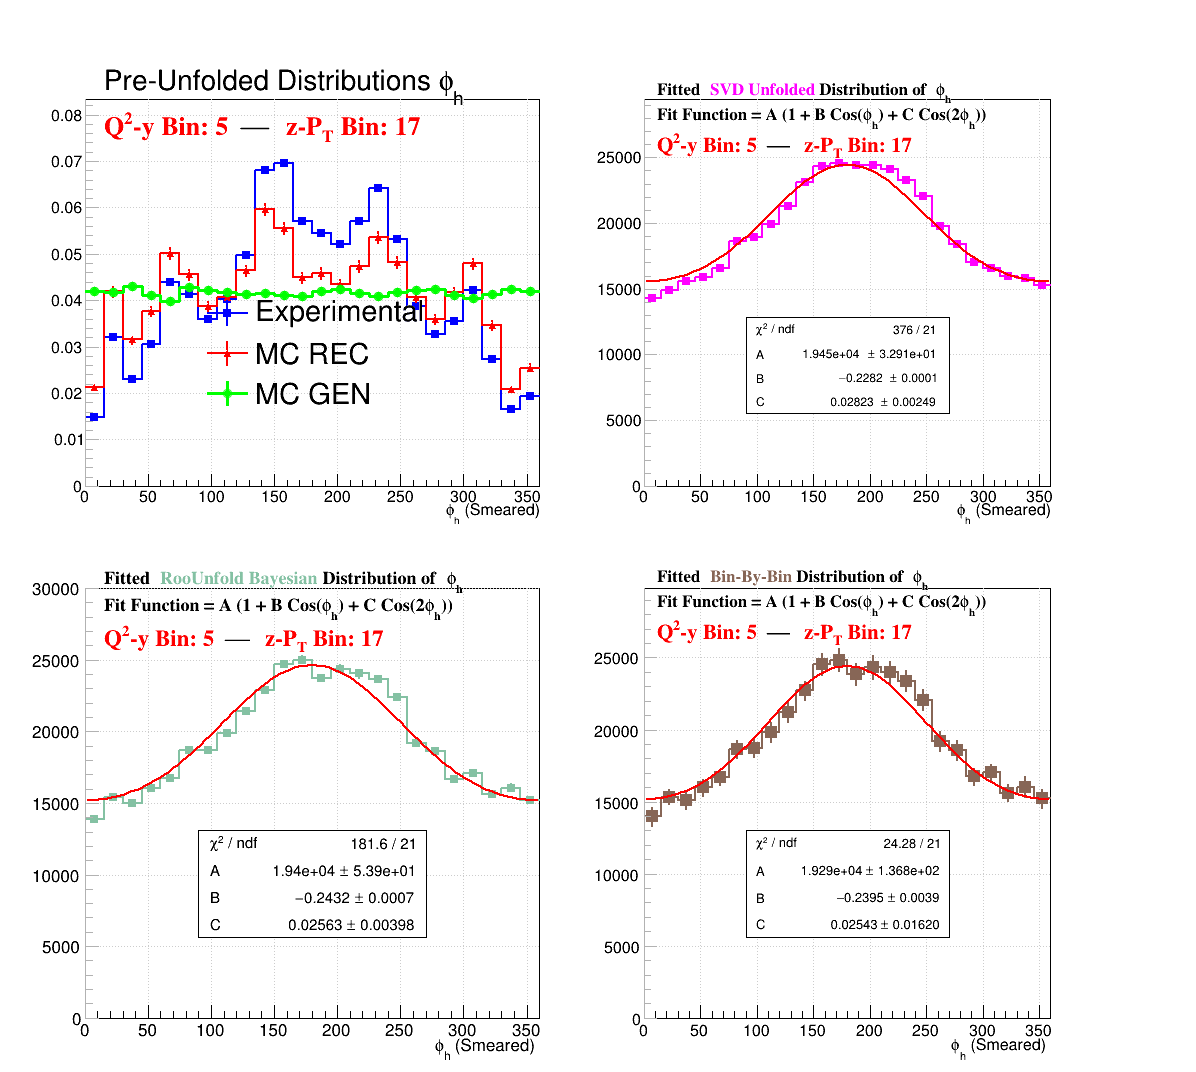 Pre-Unfolded Distributions ϕh
Q²-y Bin: 5 — z-PT Bin: 17
0.08
0.07
0.06
0.05
0.04
0.03
0.02
0.01
0
Experimental
MC REC
MC GEN
0 50 100 150 200 250 300 350
ϕh (Smeared)
Fitted SVD Unfolded Distribution of ϕh
Fit Function = A (1 + B Cos(ϕh) + C Cos(2ϕh))
Q²-y Bin: 5 — z-PT Bin: 17
25000
20000
15000
10000
5000
0
χ² / ndf 376 / 21
A 1.945e+04 ± 3.291e+01
B −0.2282 ± 0.0001
C 0.02823 ± 0.00249
0 50 100 150 200 250 300 350
ϕh (Smeared)
Fitted RooUnfold Bayesian Distribution of ϕh
Fit Function = A (1 + B Cos(ϕh) + C Cos(2ϕh))
Q²-y Bin: 5 — z-PT Bin: 17
30000
25000
20000
15000
10000
5000
0
χ² / ndf 181.6 / 21
A 1.94e+04 ± 5.39e+01
B −0.2432 ± 0.0007
C 0.02563 ± 0.00398
0 50 100 150 200 250 300 350
ϕh (Smeared)
Fitted Bin-By-Bin Distribution of ϕh
Fit Function = A (1 + B Cos(ϕh) + C Cos(2ϕh))
Q²-y Bin: 5 — z-PT Bin: 17
25000
20000
15000
10000
5000
0
χ² / ndf 24.28 / 21
A 1.929e+04 ± 1.368e+02
B −0.2395 ± 0.0039
C 0.02543 ± 0.01620
0 50 100 150 200 250 300 350
ϕh (Smeared)